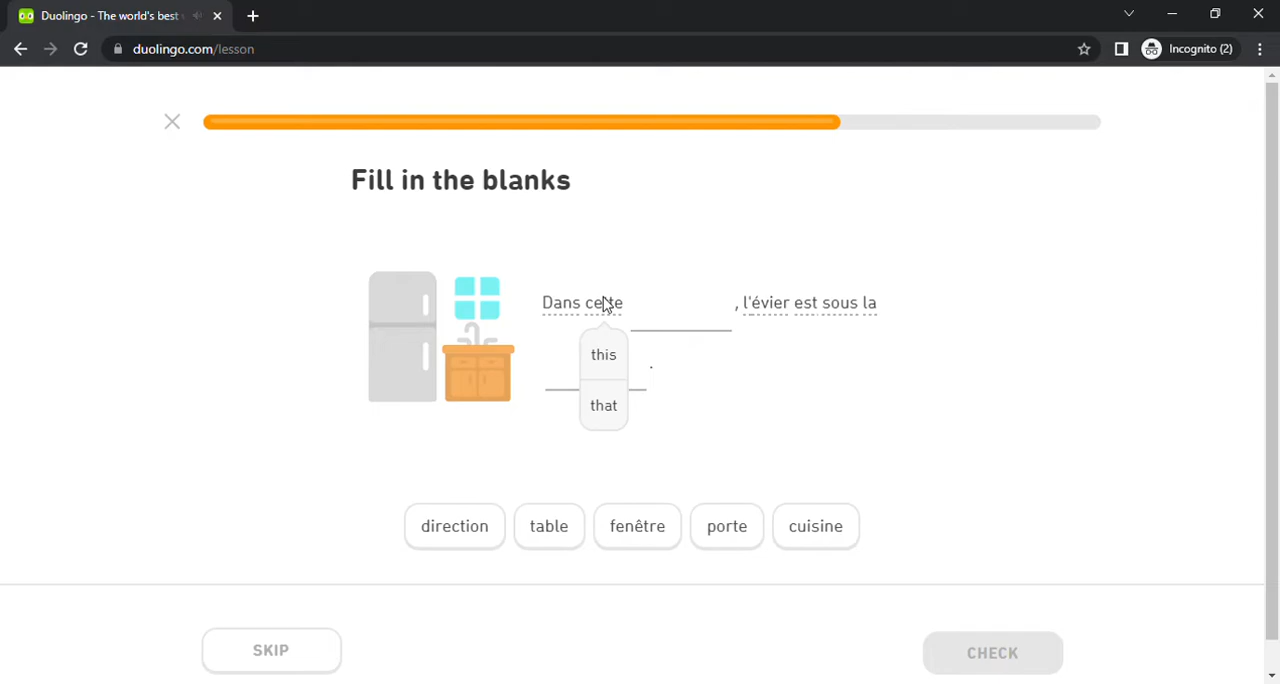 Duolingo - The world's best
duolingo.com/lesson
Incognito (2)
Fill in the blanks
Dans cette , l'évier est sous la
.
this
that
direction table fenêtre porte cuisine
SKIP CHECK